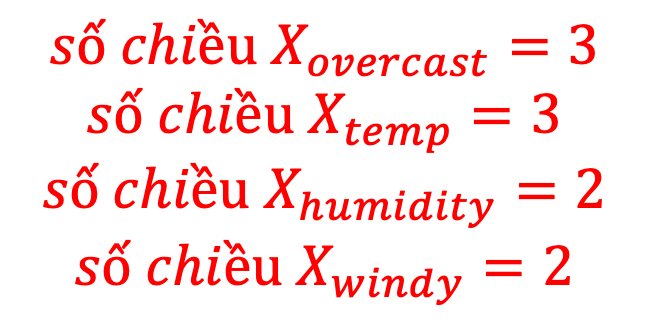 số chiều X_overcast = 3
số chiều X_temp = 3
số chiều X_humidity = 2
số chiều X_windy = 2